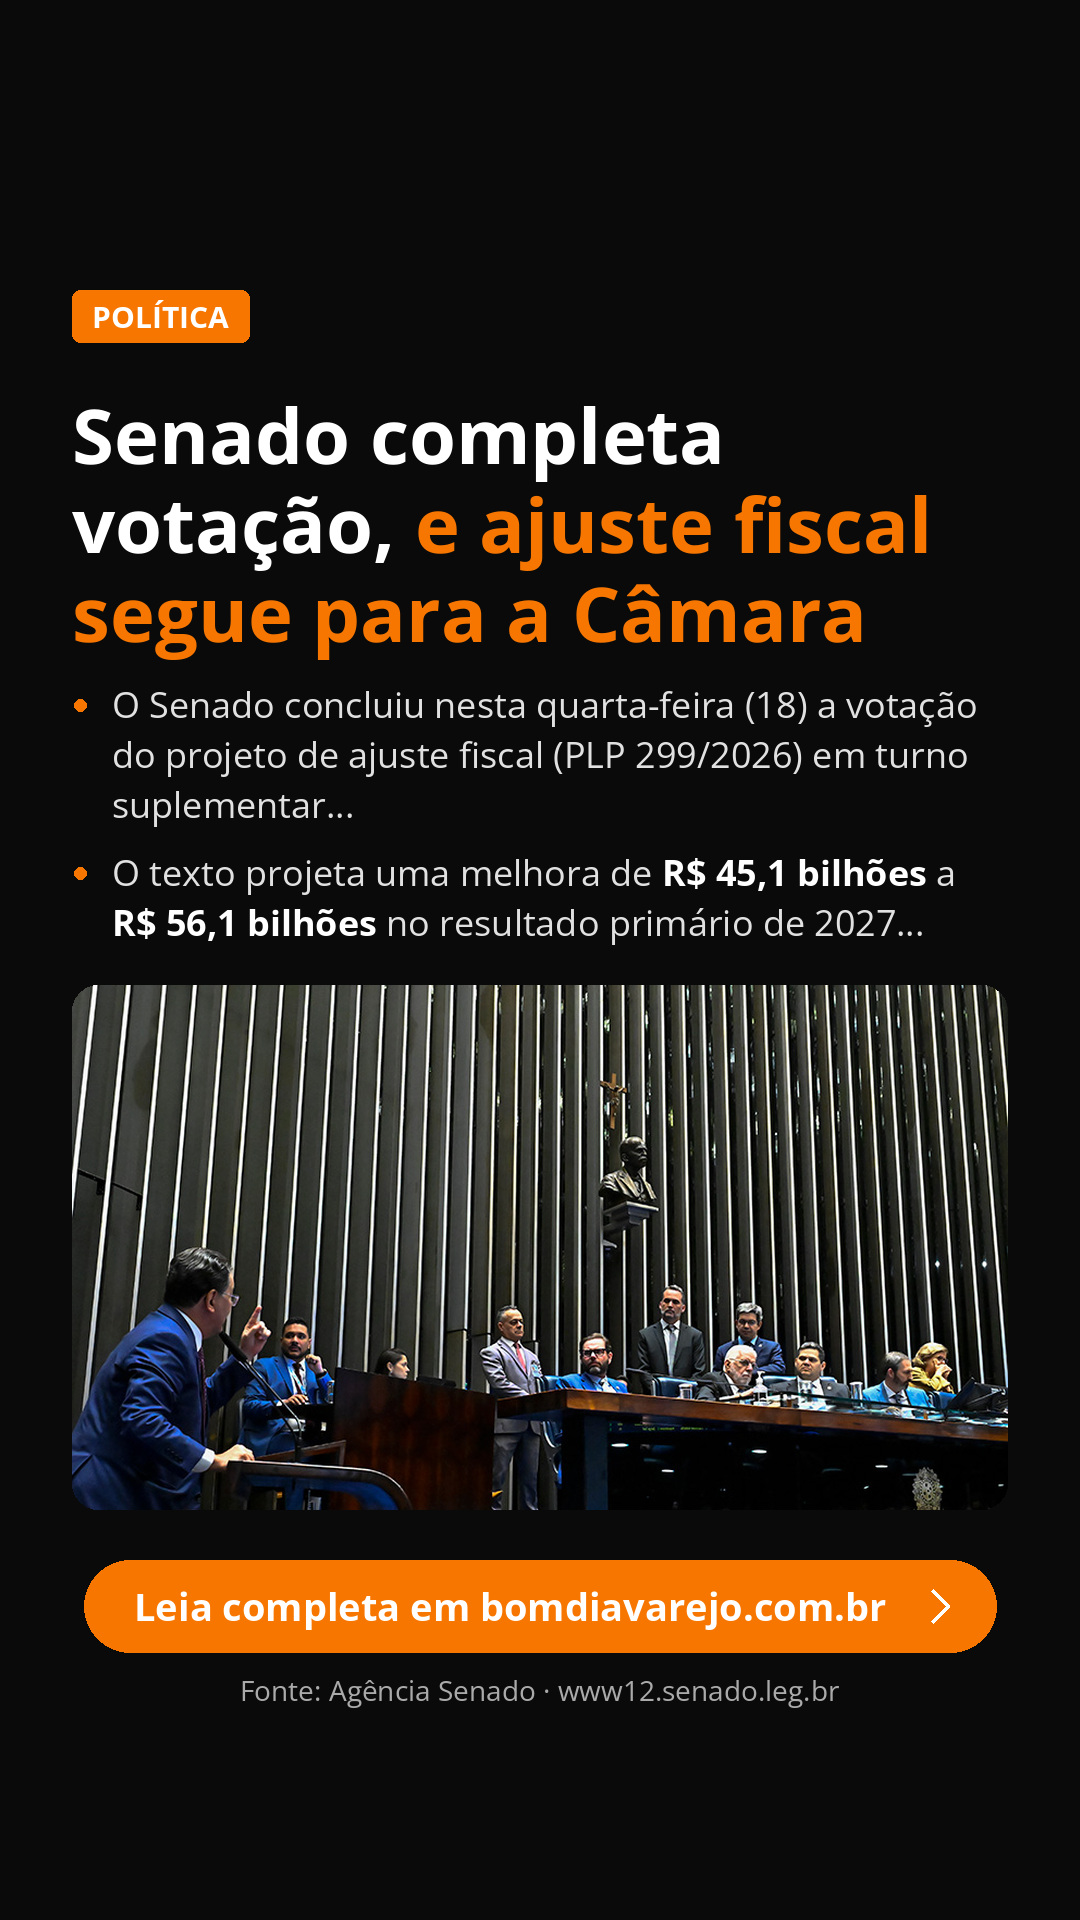 POLÍTICA
Senado completa
votação, e ajuste fiscal
segue para a Câmara
• O Senado concluiu nesta quarta-feira (18) a votação
do projeto de ajuste fiscal (PLP 299/2026) em turno
suplementar...
• O texto projeta uma melhora de R$ 45,1 bilhões a
R$ 56,1 bilhões no resultado primário de 2027...
Leia completa em bomdiavarejo.com.br
Fonte: Agência Senado · www12.senado.leg.br